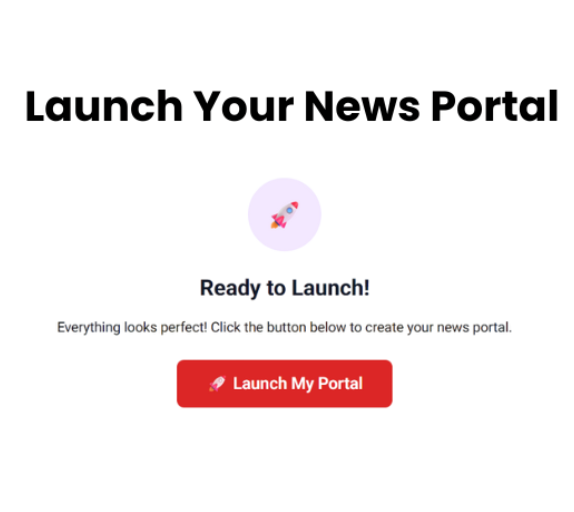 Launch Your News Portal
Ready to Launch!
Everything looks perfect! Click the button below to create your news portal.
🚀 Launch My Portal